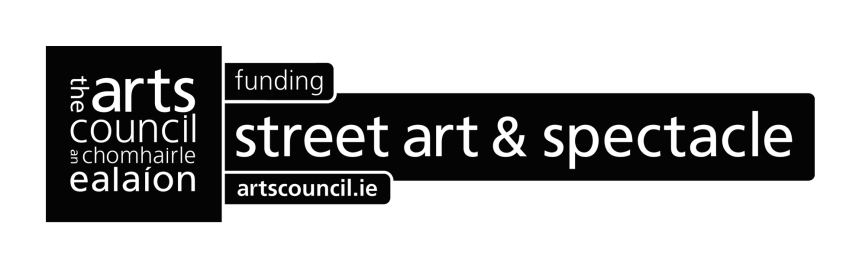 the arts
council
an chomhairle
ealaíon
funding
street art & spectacle
artscouncil.ie